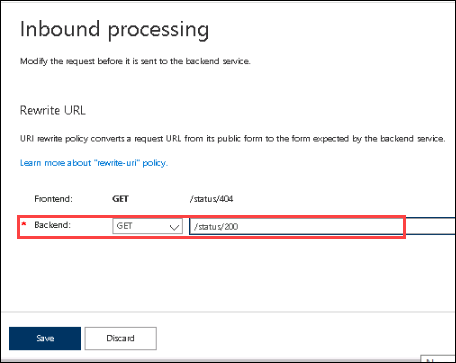 Inbound processing
Modify the request before it is sent to the backend service.
Rewrite URL
URI rewrite policy converts a request URL from its public form to the form expected by the backend service.
Learn more about "rewrite-uri" policy.
Frontend: GET /status/404
* Backend: GET /status/200
Save Discard